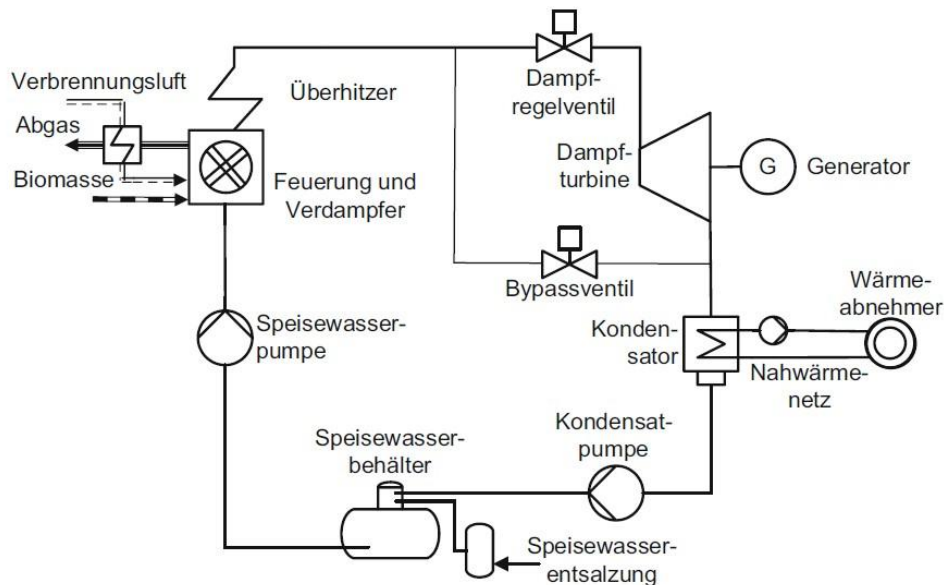 Verbrennungsluft
Abgas
Biomasse
Überhitzer
Feuerung und
Verdampfer
Dampf-
regelventil
Dampf-
turbine
G
Generator
Bypassventil
Wärme-
abnehmer
Konden-
sator
Nahwärme-
netz
Speisewasser-
pumpe
Kondensat-
pumpe
Speisewasser-
behälter
Speisewasser-
entsalzung